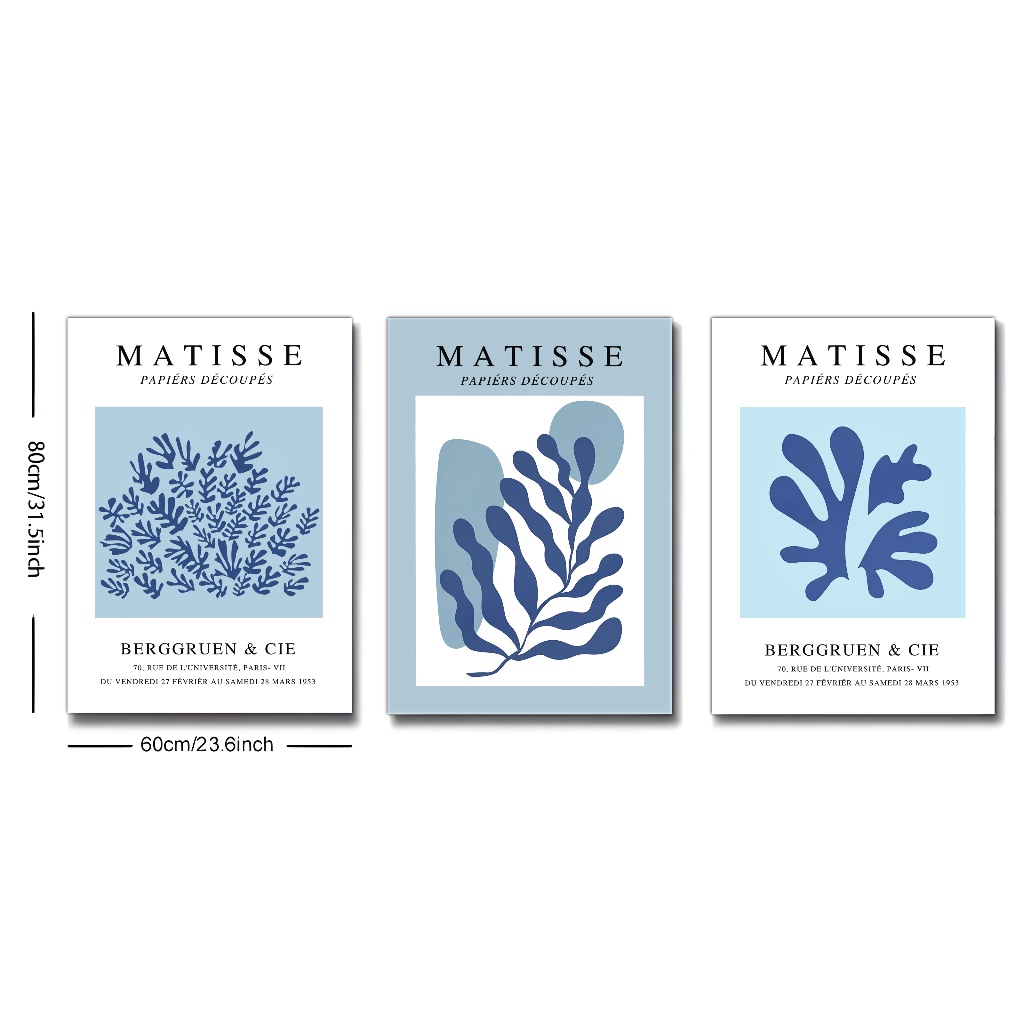 MATISSE
PAPIÉRS DÉCOUPÉS
BERGGRUEN & CIE
70, RUE DE L'UNIVERSITÉ, PARIS- VII
DU VENDREDI 27 FÉVRIÉR AU SAMEDI 28 MARS 1953
MATISSE
PAPIÉRS DÉCOUPÉS
MATISSE
PAPIÉRS DÉCOUPÉS
BERGGRUEN & CIE
70, RUE DE L'UNIVERSITÉ, PARIS- VII
DU VENDREDI 27 FÉVRIÉR AU SAMEDI 28 MARS 1953
80cm/31.5inch
60cm/23.6inch